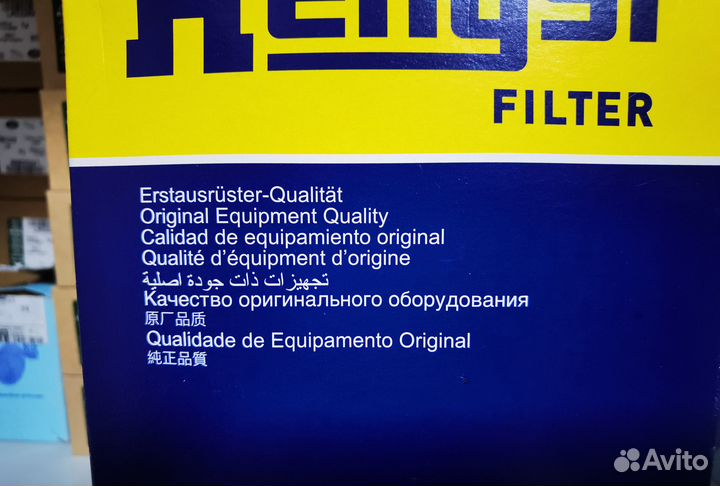 Hengst
FILTER
Erstausrüster-Qualität
Original Equipment Quality
Calidad de equipamiento original
Qualité d'équipment d'origine
تجهيزات ذات جودة اصلية
Качество оригинального оборудования
原厂品质
Qualidade de Equipamento Original
純正品質
Avito